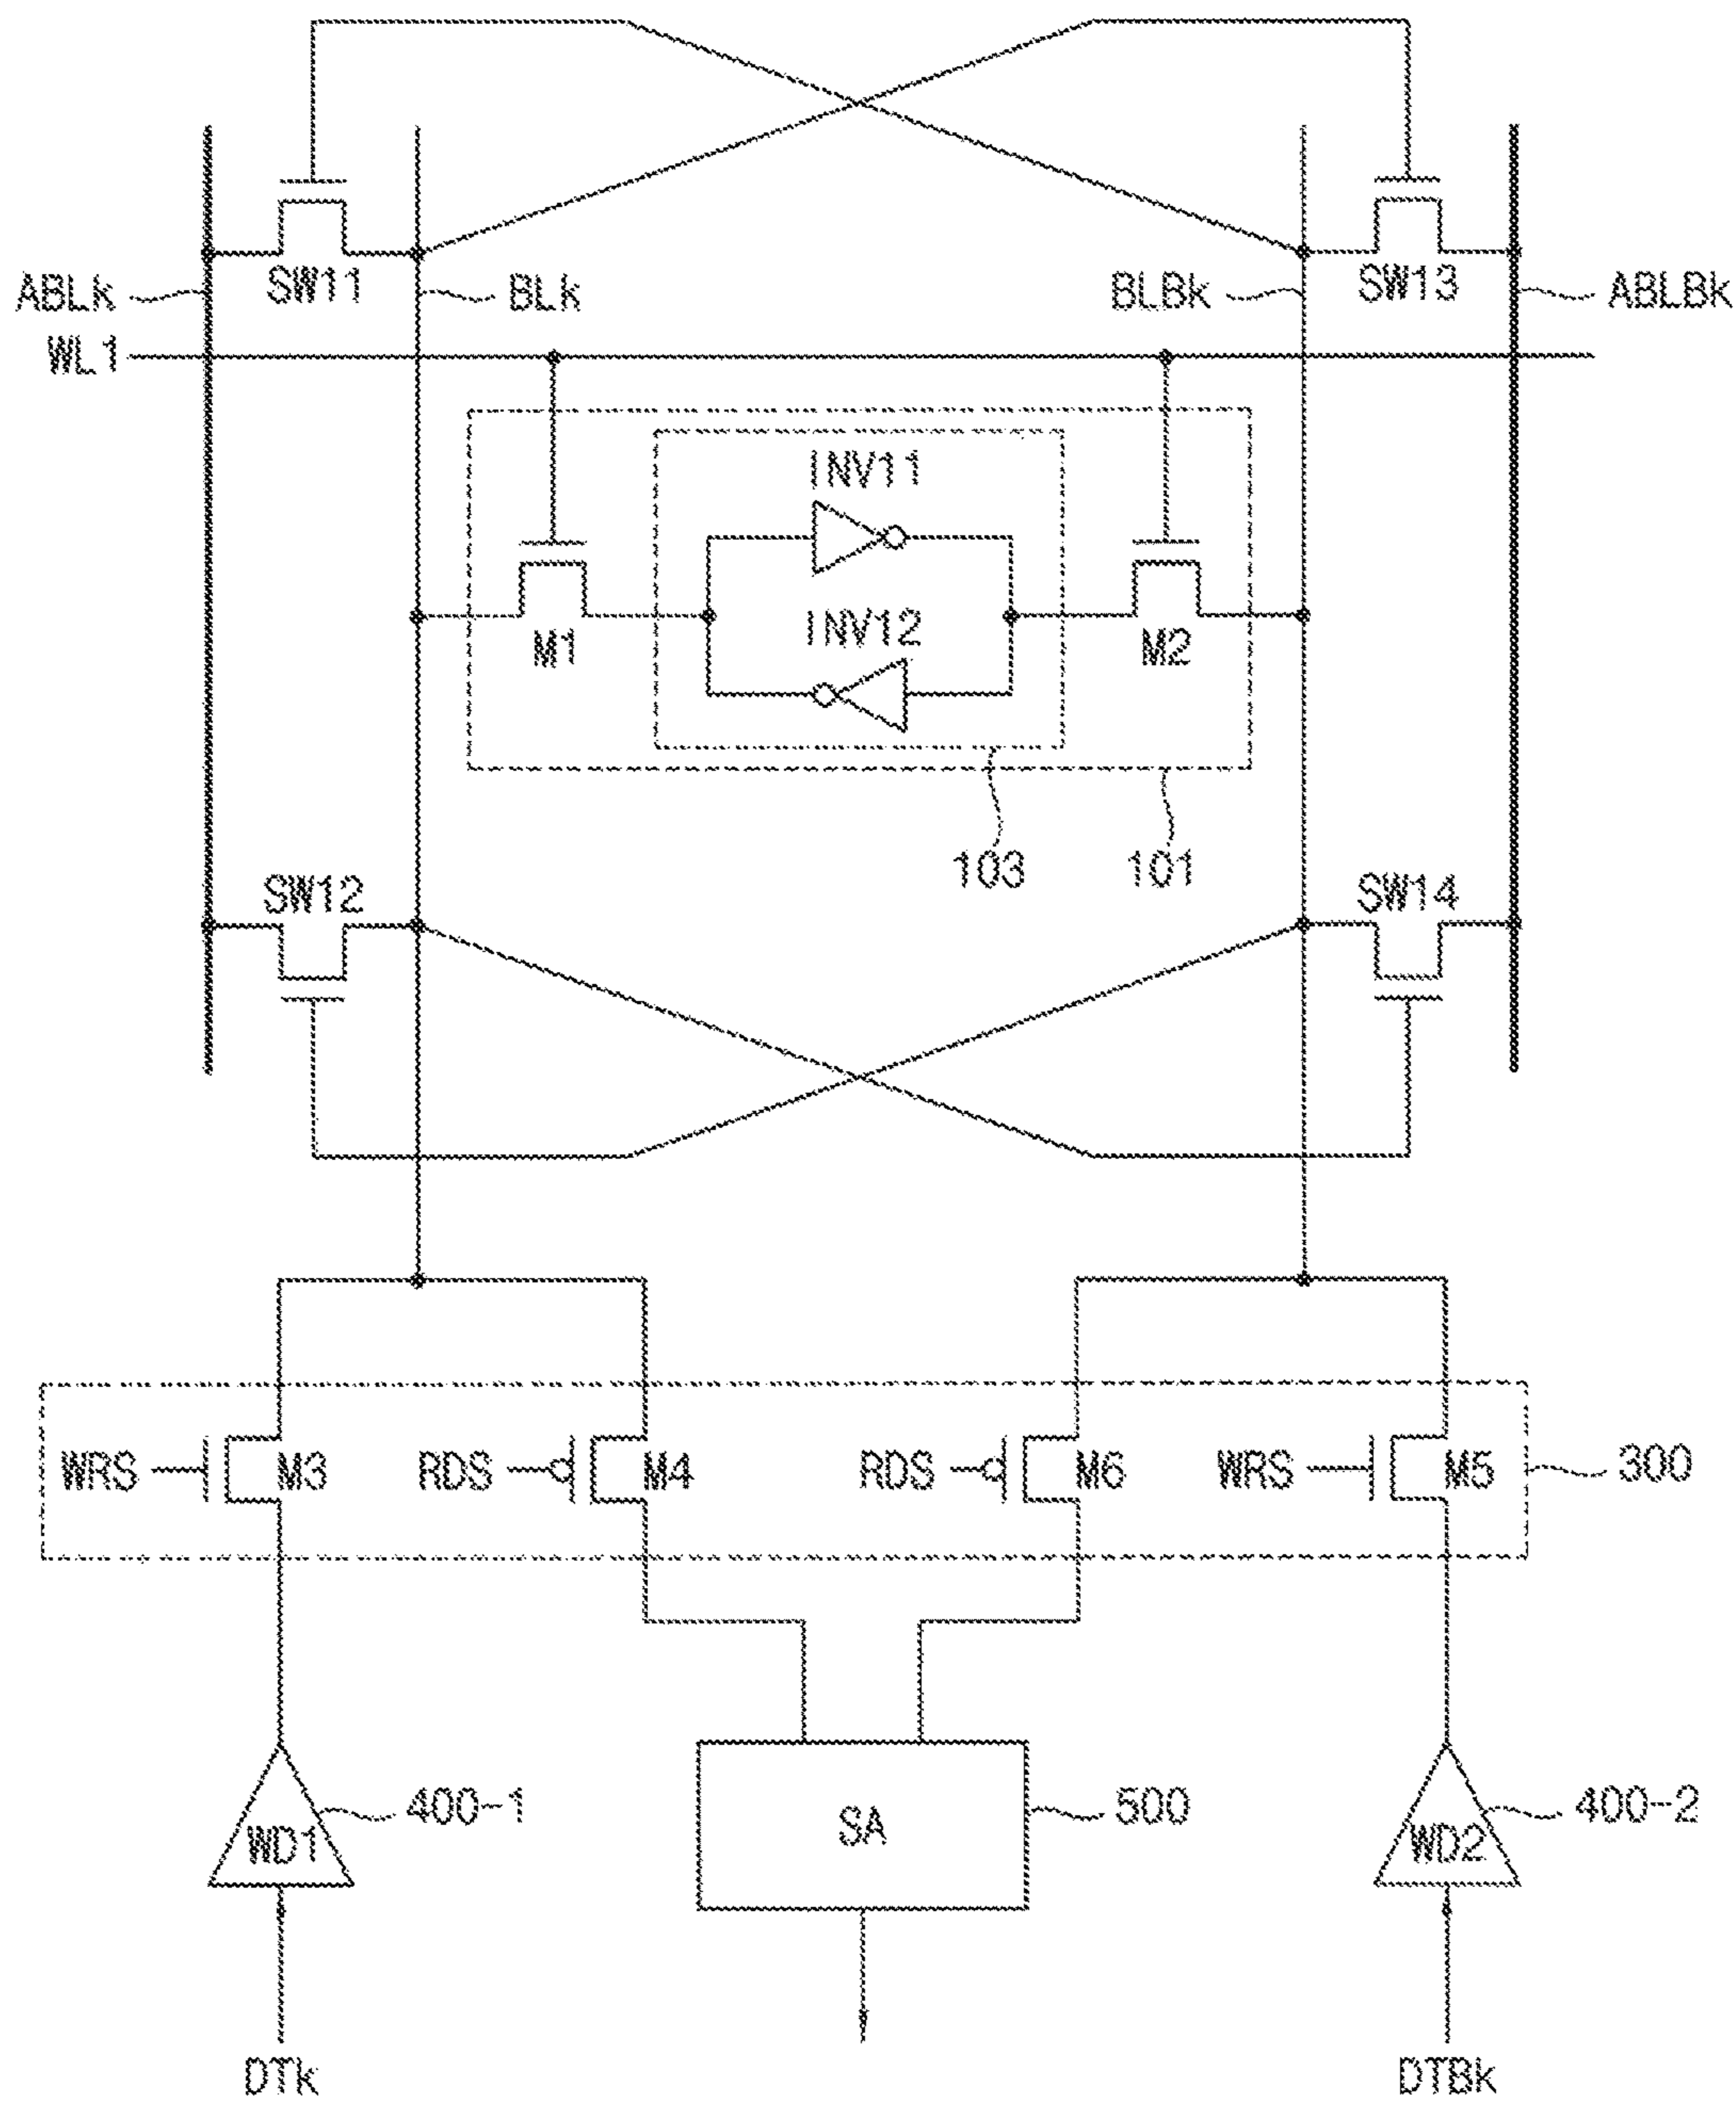 SW11
SW13
ABLk
BLk
BLBk
ABLBk
WL1
INV11
INV12
M1
M2
103
101
SW12
SW14
WRS
M3
RDS
M4
RDS
M6
WRS
M5
300
400-1
WD1
SA
500
400-2
WD2
DTk
DTBk